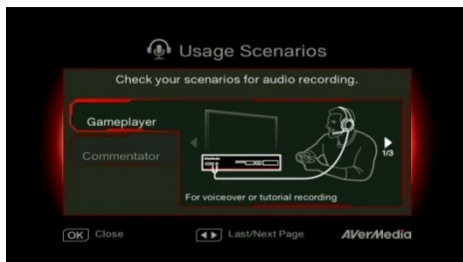 Usage Scenarios
Check your scenarios for audio recording.
Gameplayer
Commentator
1/3
For voiceover or tutorial recording
OK Close
Last/Next Page
AVerMedia